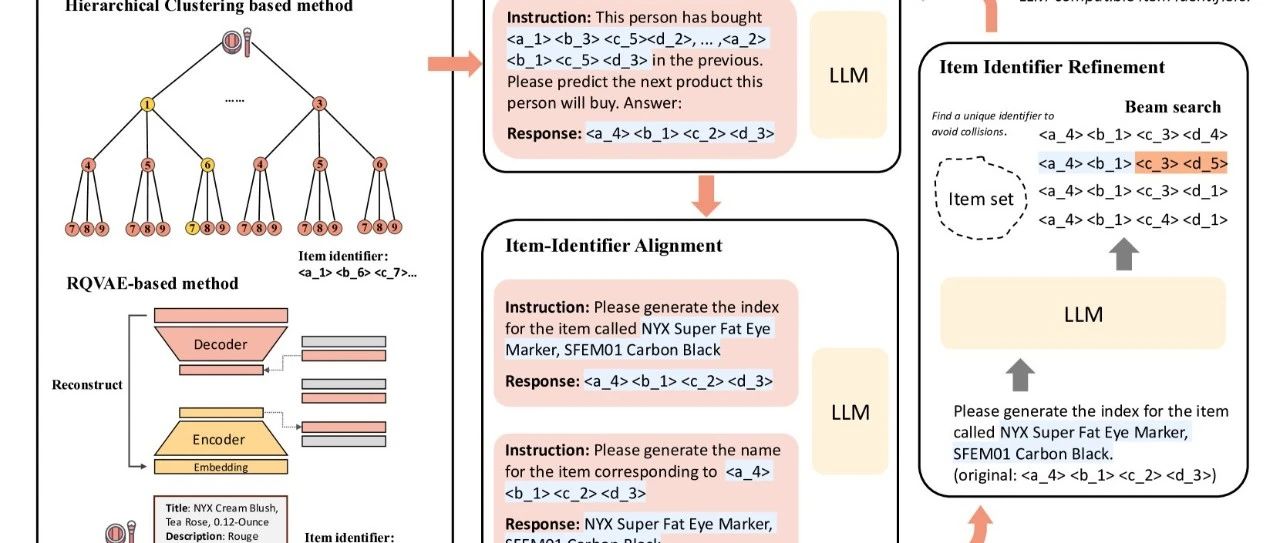 Hierarchical Clustering based method
1
......
3
4
5
6
4
5
6
7 8 9
7 8 9
7 8 9
7 8 9
7 8 9
7 8 9
Item identifier:
<a_1> <b_6> <c_7>...
RQVAE-based method
Decoder
Reconstruct
Encoder
Embedding
Title: NYX Cream Blush,
Tea Rose, 0.12-Ounce
Description: Rouge
Item identifier:
Instruction: This person has bought
<a_1> <b_3> <c_5><d_2>, ... ,<a_2>
<b_1> <c_5> <d_3> in the previous.
Please predict the next product this
person will buy. Answer:
Response: <a_4> <b_1> <c_2> <d_3>
LLM
Item-Identifier Alignment
Instruction: Please generate the index
for the item called NYX Super Fat Eye
Marker, SFEM01 Carbon Black
Response: <a_4> <b_1> <c_2> <d_3>
LLM
Instruction: Please generate the name
for the item corresponding to <a_4>
<b_1> <c_2> <d_3>
Response: NYX Super Fat Eye Marker,
SFEM01 Carbon Black
LLM-compatible item identifiers.
Item Identifier Refinement
Beam search
Find a unique identifier to
avoid collisions.
<a_4> <b_1> <c_3> <d_4>
<a_4> <b_1> <c_3> <d_5>
<a_4> <b_1> <c_3> <d_1>
<a_4> <b_1> <c_4> <d_1>
Item set
LLM
Please generate the index for the item
called NYX Super Fat Eye Marker,
SFEM01 Carbon Black.
(original: <a_4> <b_1> <c_2> <d_3>)